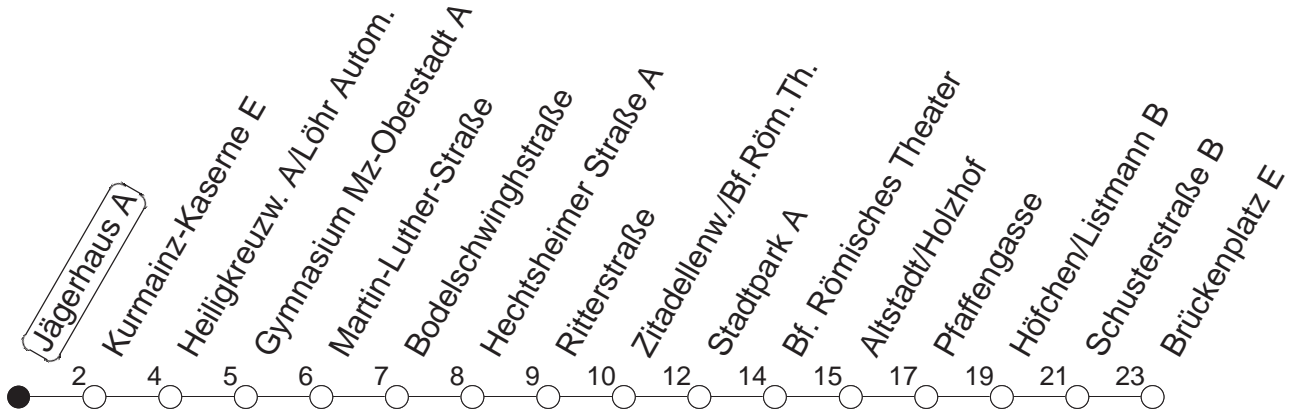 Jägerhaus A
Kurmainz-Kaserne E
Heiligkreuzw. A/Löhr Autom.
Gymnasium Mz-Oberstadt A
Martin-Luther-Straße
Bodelschwinghstraße
Hechtsheimer Straße A
Ritterstraße
Zitadellenw./Bf.Röm.Th.
Stadtpark A
Bf. Römisches Theater
Altstadt/Holzhof
Pfaffengasse
Höfchen/Listmann B
Schusterstraße B
Brückenplatz E
2 4 5 6 7 8 9 10 12 14 15 17 19 21 23